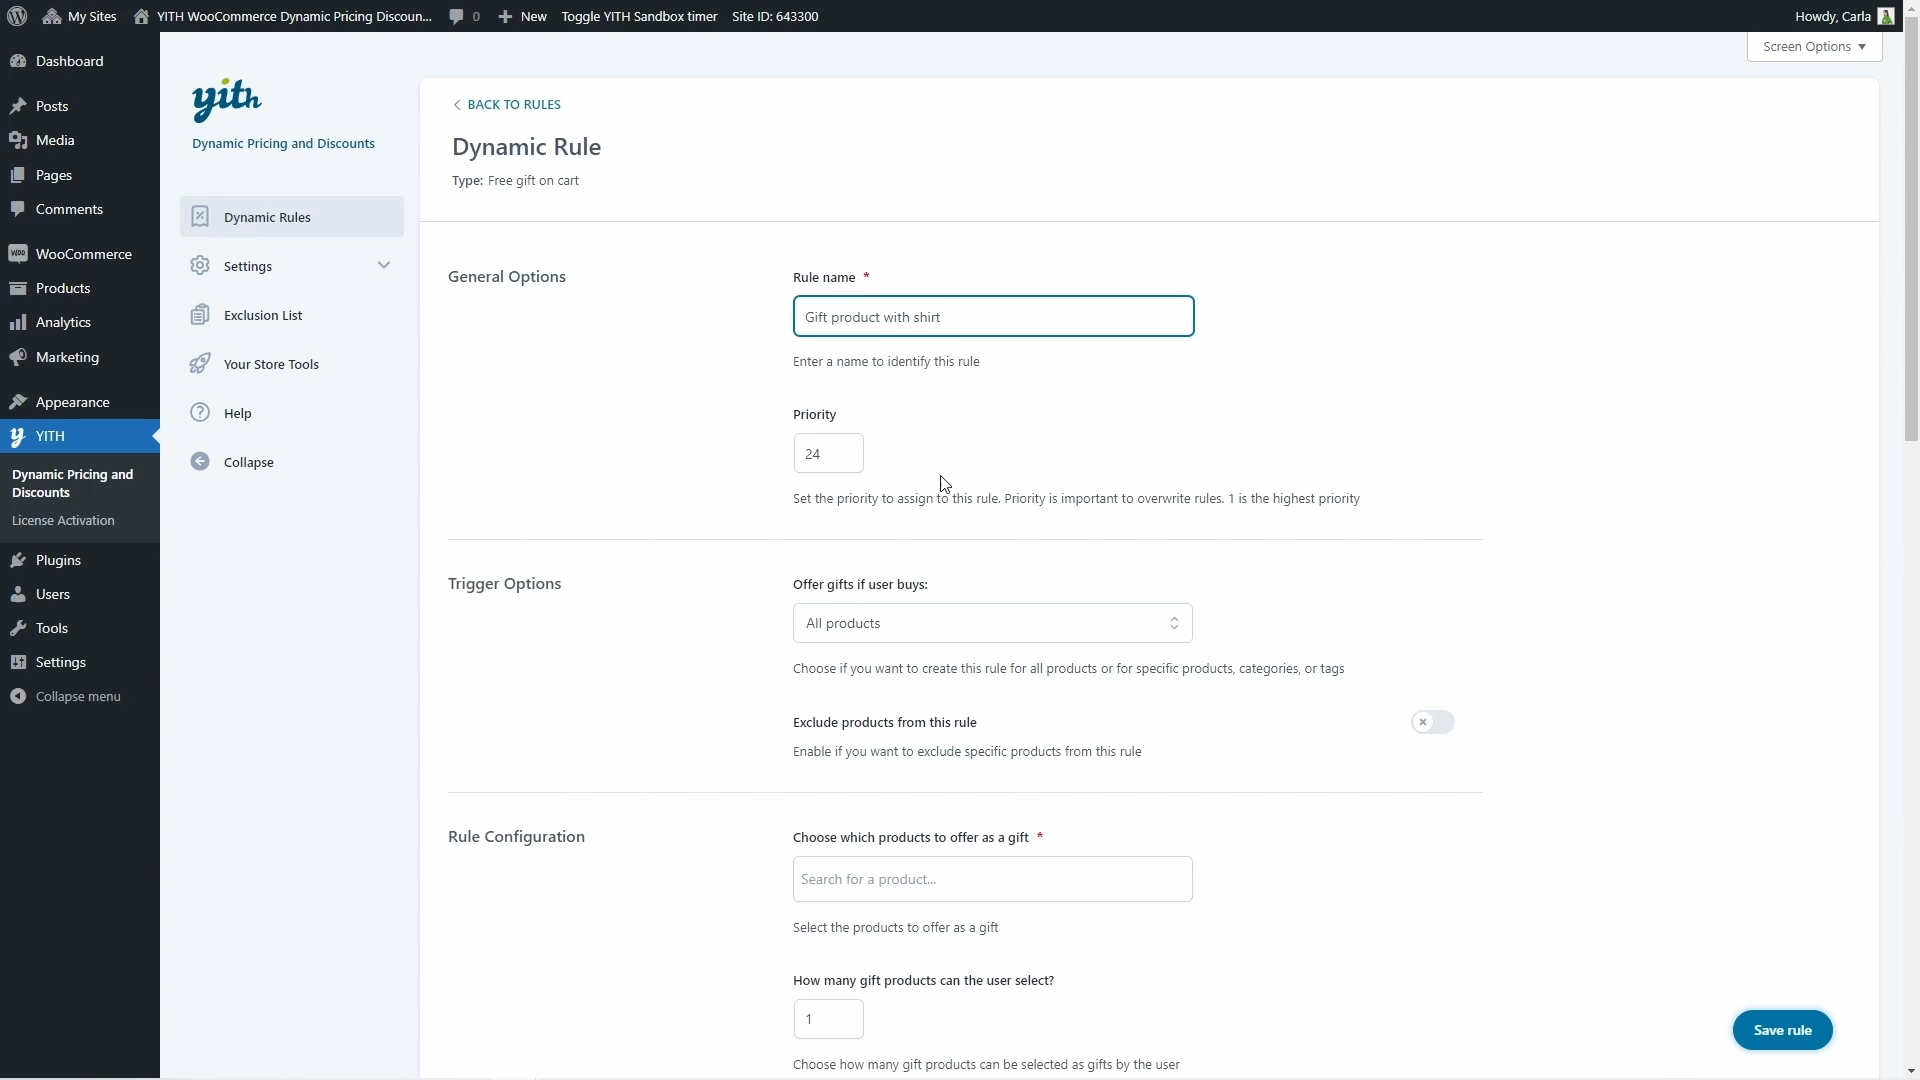 My Sites
YITH WooCommerce Dynamic Pricing Discoun...
0
New
Toggle YITH Sandbox timer
Site ID: 643300
Howdy, Carla
Screen Options
Dashboard
Posts
Media
Pages
Comments
WooCommerce
Products
Analytics
Marketing
Appearance
YITH
Dynamic Pricing and
Discounts
License Activation
Plugins
Users
Tools
Settings
Collapse menu
yith
Dynamic Pricing and Discounts
Dynamic Rules
Settings
Exclusion List
Your Store Tools
Help
Collapse
BACK TO RULES
Dynamic Rule
Type: Free gift on cart
General Options
Rule name *
Gift product with shirt
Enter a name to identify this rule
Priority
24
Set the priority to assign to this rule. Priority is important to overwrite rules. 1 is the highest priority
Trigger Options
Offer gifts if user buys:
All products
Choose if you want to create this rule for all products or for specific products, categories, or tags
Exclude products from this rule
Enable if you want to exclude specific products from this rule
Rule Configuration
Choose which products to offer as a gift *
Search for a product...
Select the products to offer as a gift
How many gift products can the user select?
1
Choose how many gift products can be selected as gifts by the user
Save rule